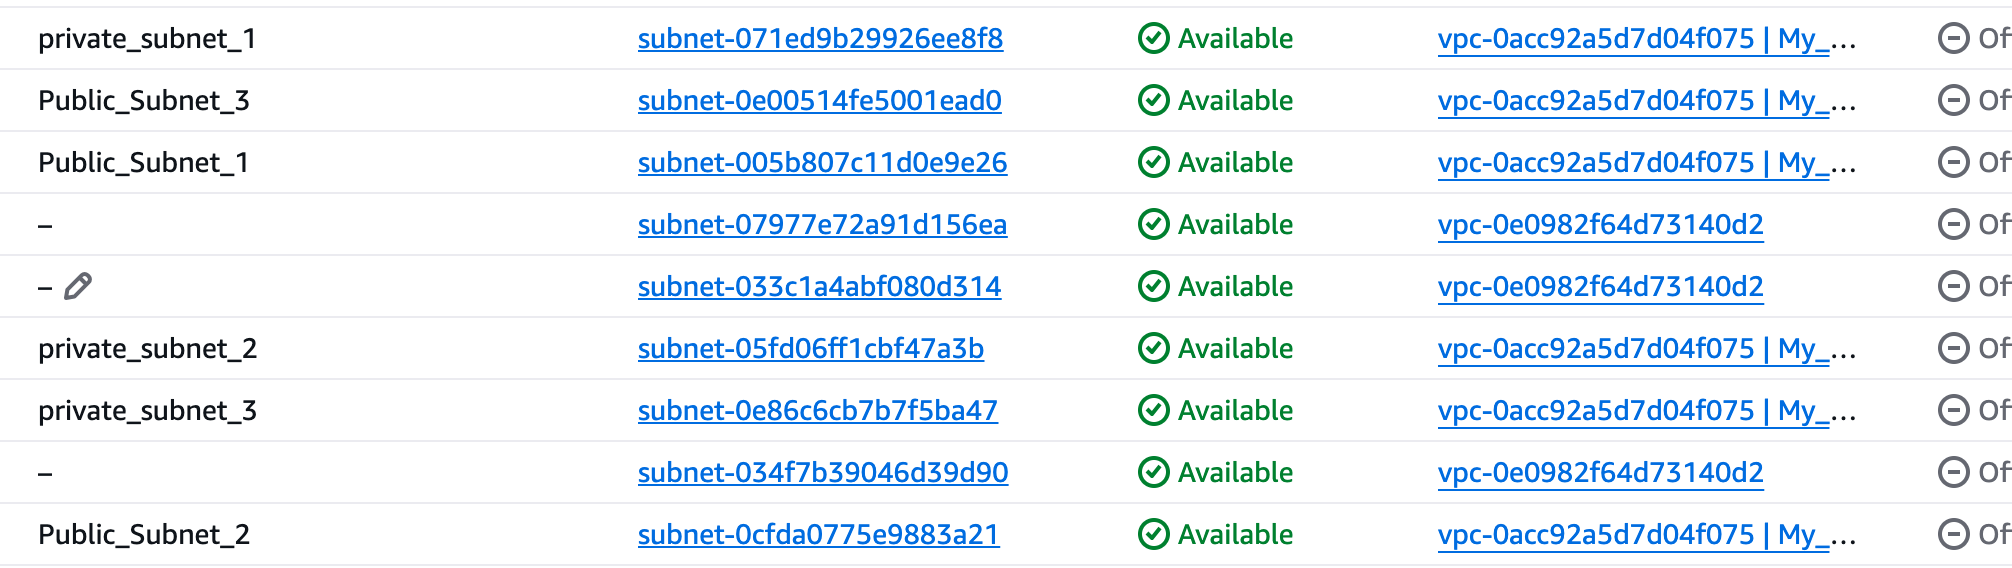 private_subnet_1 subnet-071ed9b29926ee8f8 Available vpc-0acc92a5d7d04f075 | My_... Of
Public_Subnet_3 subnet-0e00514fe5001ead0 Available vpc-0acc92a5d7d04f075 | My_... Of
Public_Subnet_1 subnet-005b807c11d0e9e26 Available vpc-0acc92a5d7d04f075 | My_... Of
– subnet-07977e72a91d156ea Available vpc-0e0982f64d73140d2 Of
– subnet-033c1a4abf080d314 Available vpc-0e0982f64d73140d2 Of
private_subnet_2 subnet-05fd06ff1cbf47a3b Available vpc-0acc92a5d7d04f075 | My_... Of
private_subnet_3 subnet-0e86c6cb7b7f5ba47 Available vpc-0acc92a5d7d04f075 | My_... Of
– subnet-034f7b39046d39d90 Available vpc-0e0982f64d73140d2 Of
Public_Subnet_2 subnet-0cfda0775e9883a21 Available vpc-0acc92a5d7d04f075 | My_... Of